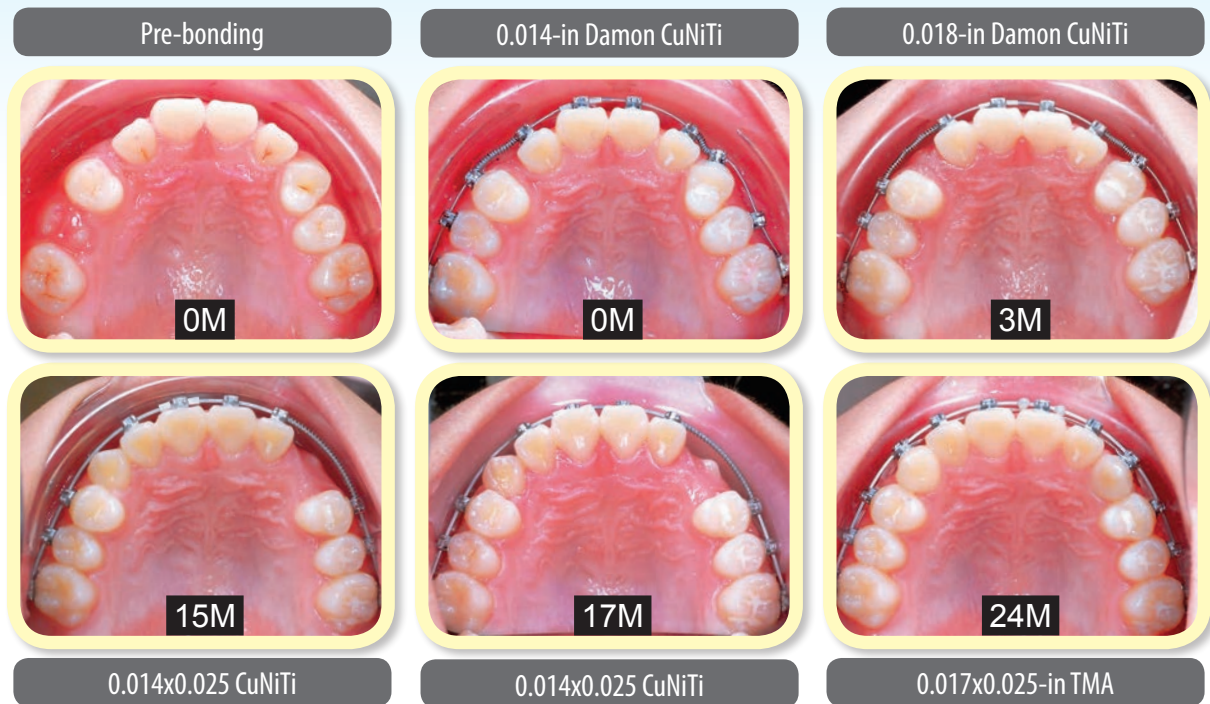 Pre-bonding
0.014-in Damon CuNiTi
0.018-in Damon CuNiTi
0M
0M
3M
15M
17M
24M
0.014x0.025 CuNiTi
0.014x0.025 CuNiTi
0.017x0.025-in TMA